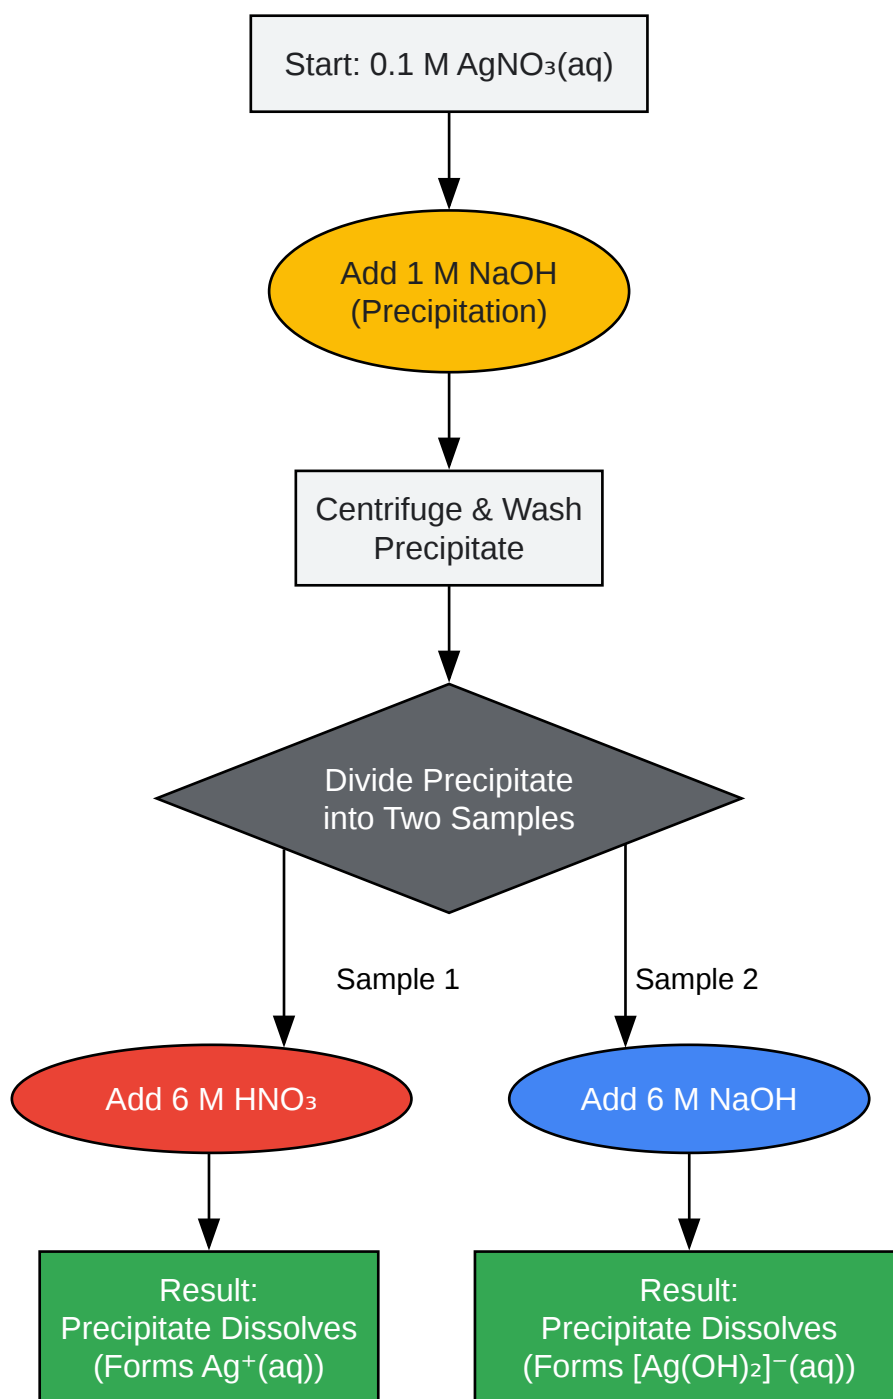 Start: 0.1 M AgNO₃(aq)
Add 1 M NaOH
(Precipitation)
Centrifuge & Wash
Precipitate
Divide Precipitate
into Two Samples
Sample 1
Sample 2
Add 6 M HNO₃
Add 6 M NaOH
Result:
Precipitate Dissolves
(Forms Ag⁺(aq))
Result:
Precipitate Dissolves
(Forms [Ag(OH)₂]⁻(aq))